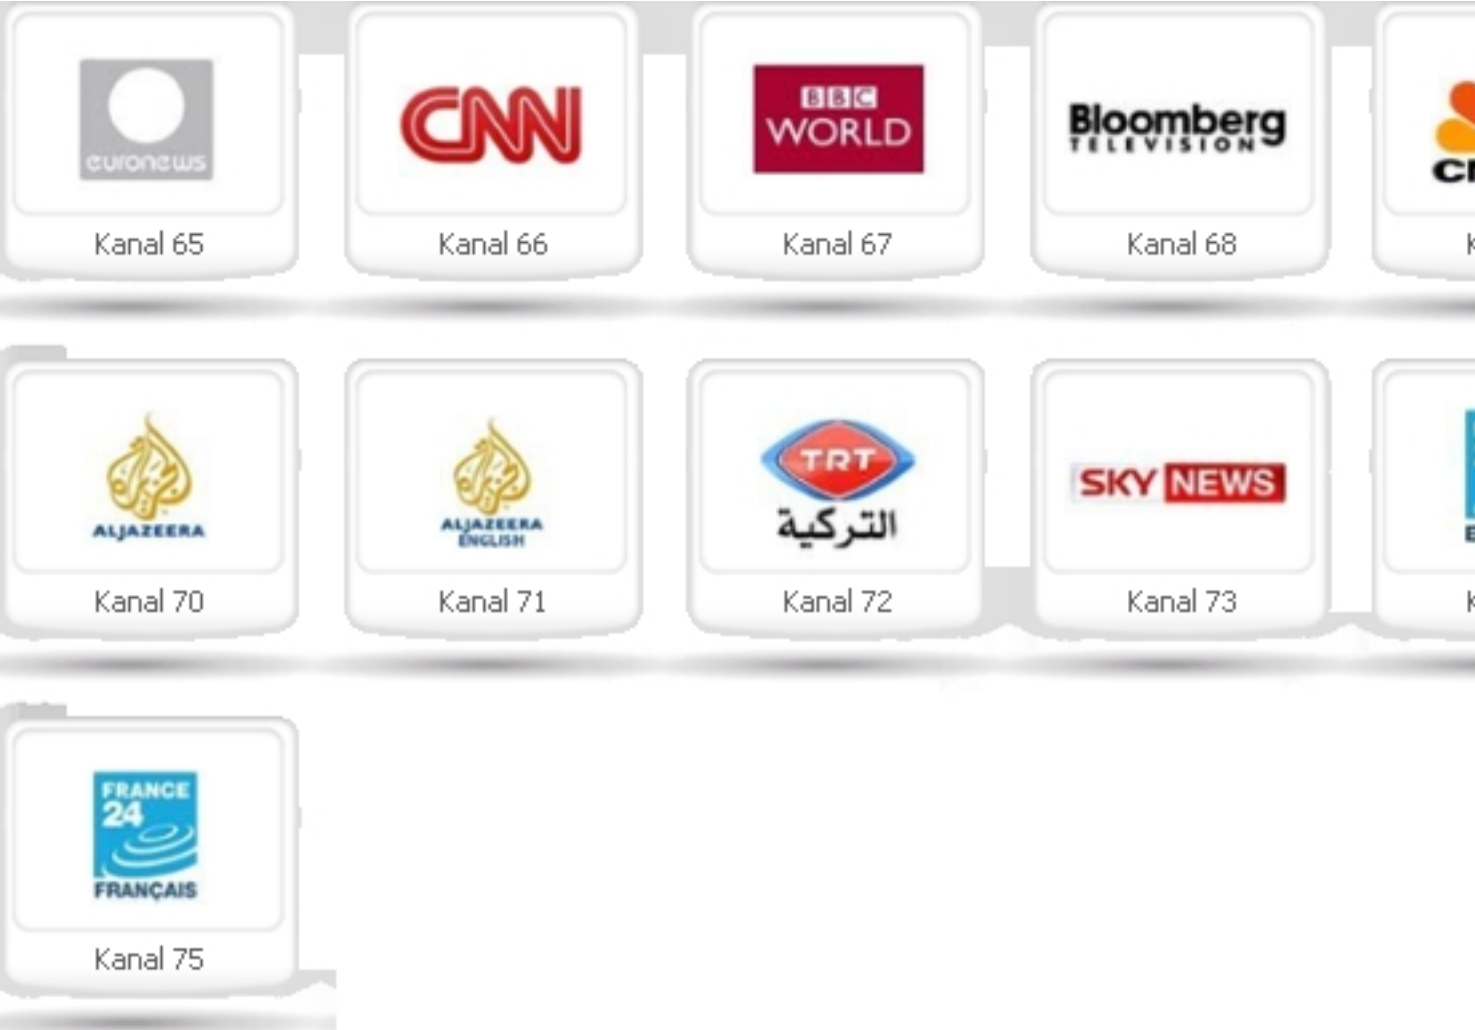 euronews
CNN
BBC
WORLD
Bloomberg
TELEVISION
Kanal 65
Kanal 66
Kanal 67
Kanal 68
ALJAZEERA
ALJAZEERA
ENGLISH
TRT
التركية
SKY NEWS
Kanal 70
Kanal 71
Kanal 72
Kanal 73
FRANCE
24
FRANÇAIS
Kanal 75